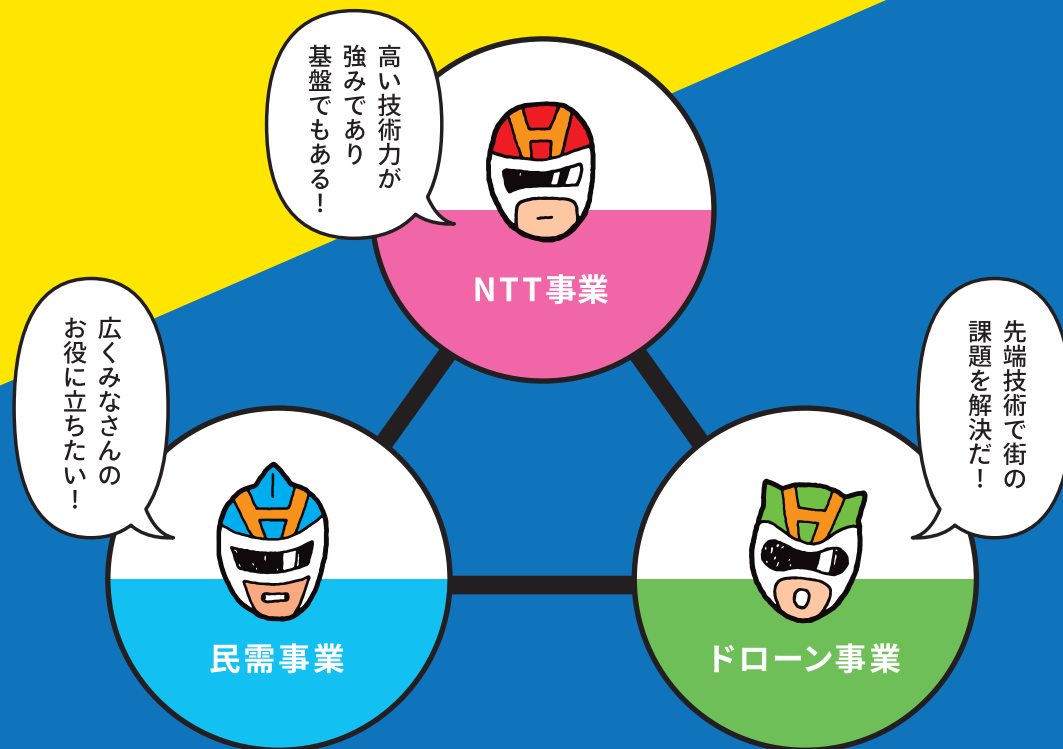 高い技術力が
強みであり
基盤でもある！
NTT事業
広くみなさんの
お役に立ちたい！
民需事業
先端技術で街の
課題を解決だ！
ドローン事業